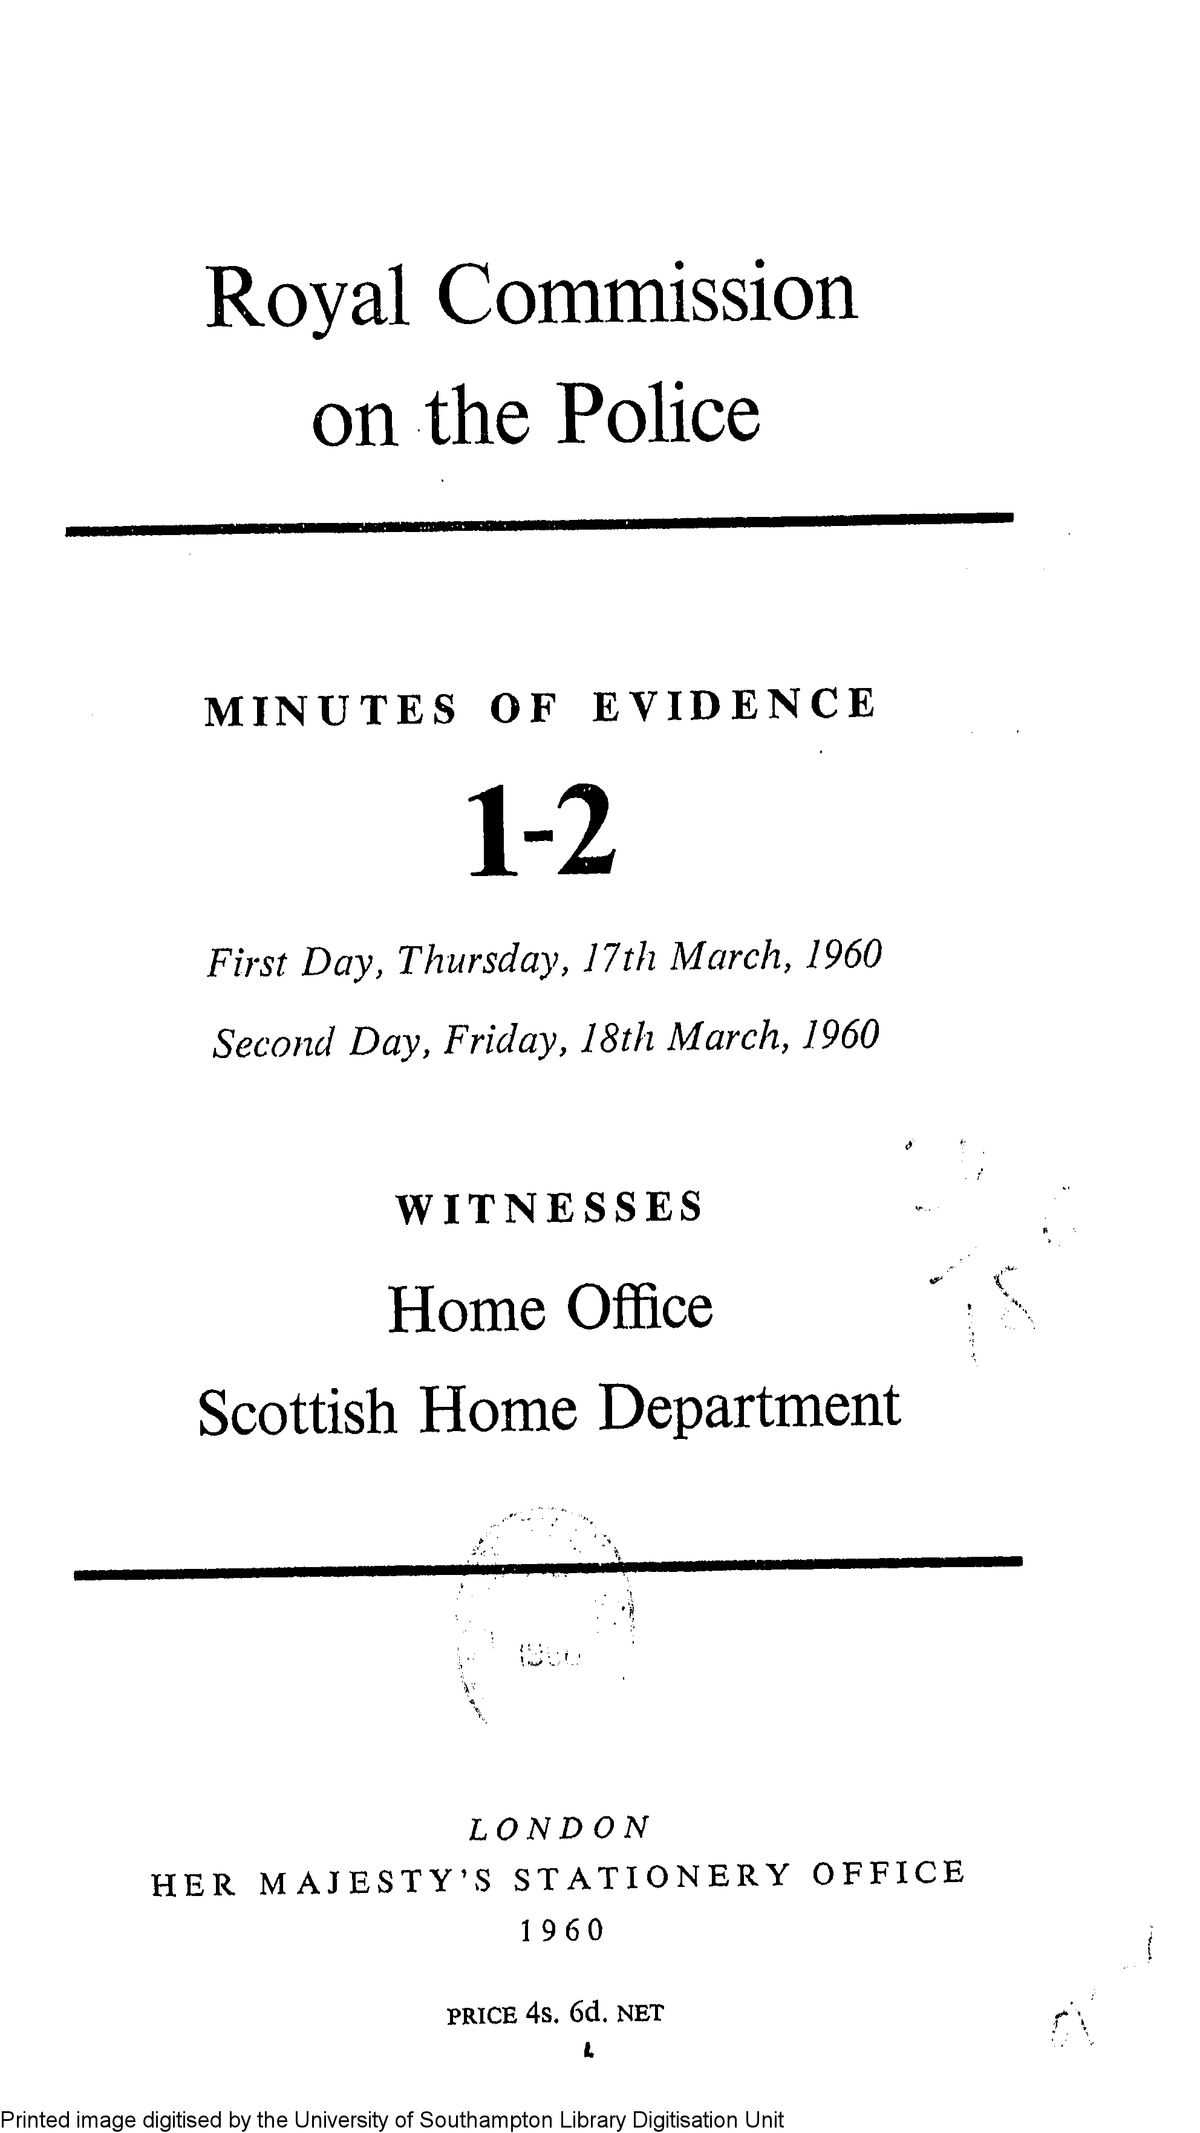 Royal Commission
on the Police
MINUTES OF EVIDENCE
1-2
First Day, Thursday, 17th March, 1960
Second Day, Friday, 18th March, 1960
WITNESSES
Home Office
Scottish Home Department
LONDON
HER MAJESTY'S STATIONERY OFFICE
1960
PRICE 4s. 6d. NET
Printed image digitised by the University of Southampton Library Digitisation Unit